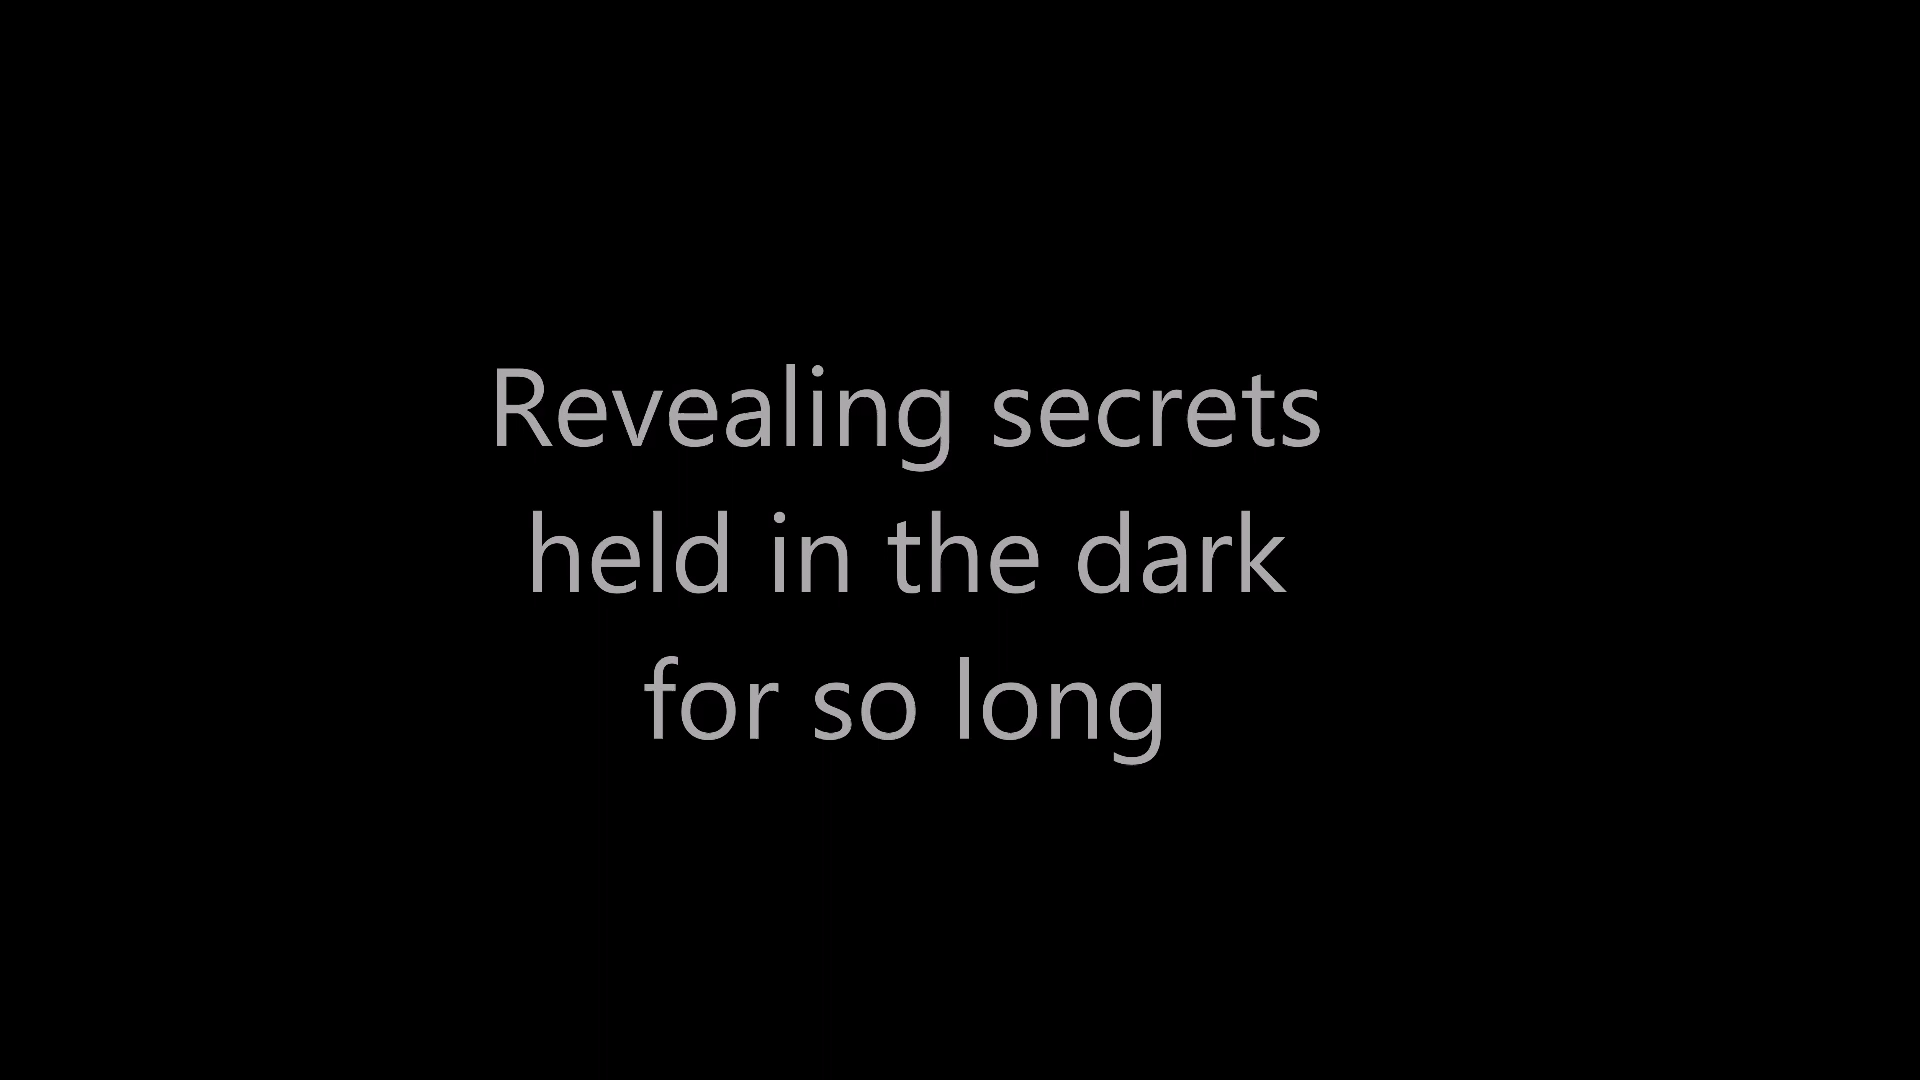 Revealing secrets
held in the dark
for so long